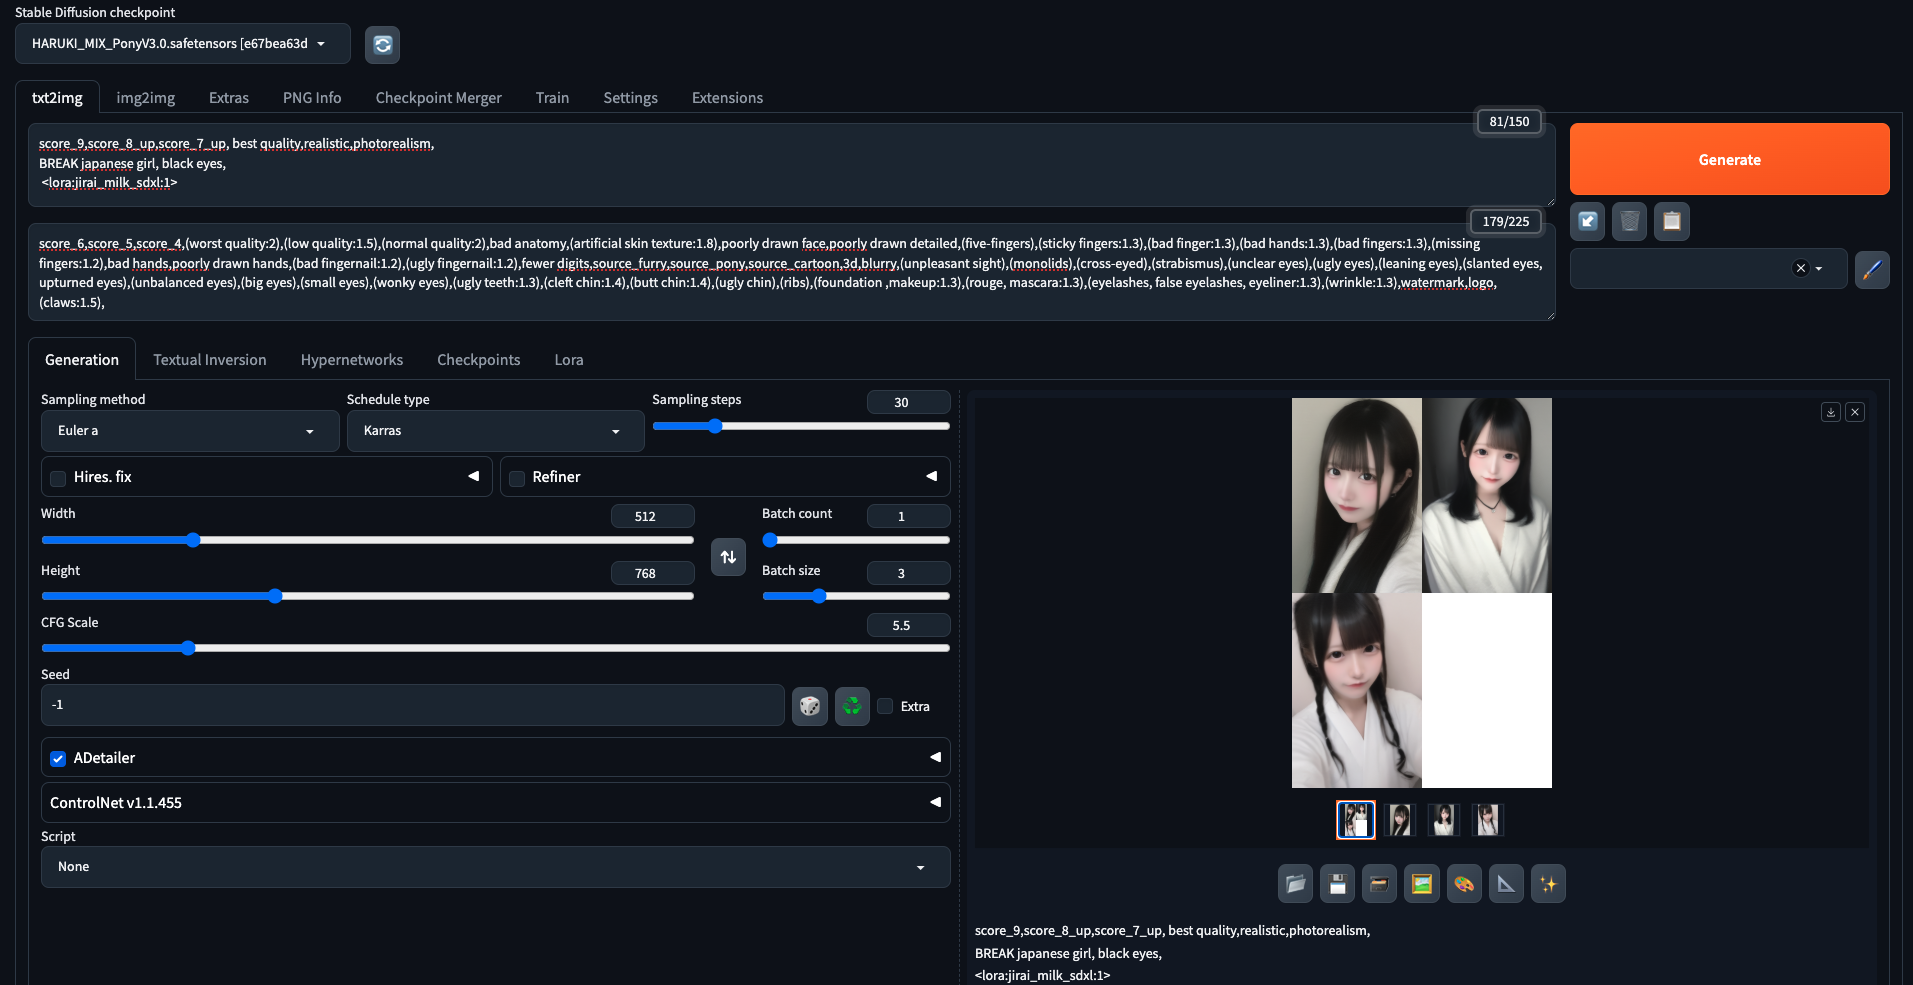 Stable Diffusion checkpoint
HARUKI_MIX_PonyV3.0.safetensors [e67bea63d
txt2img
img2img
Extras
PNG Info
Checkpoint Merger
Train
Settings
Extensions
81/150
score_9,score_8_up,score_7_up, best quality,realistic,photorealism,
BREAK japanese girl, black eyes,
<lora:jirai_milk_sdxl:1>
Generate
179/225
score_6,score_5,score_4,(worst quality:2),(low quality:1.5),(normal quality:2),bad anatomy,(artificial skin texture:1.8),poorly drawn face,poorly drawn detailed,(five-fingers),(sticky fingers:1.3),(bad finger:1.3),(bad hands:1.3),(bad fingers:1.3),(missing
fingers:1.2),bad hands,poorly drawn hands,(bad fingernail:1.2),(ugly fingernail:1.2),fewer digits,source_furry,source_pony,source_cartoon,3d,blurry,(unpleasant sight),(monolids),(cross-eyed),(strabismus),(unclear eyes),(ugly eyes),(leaning eyes),(slanted eyes,
upturned eyes),(unbalanced eyes),(big eyes),(small eyes),(wonky eyes),(ugly teeth:1.3),(cleft chin:1.4),(butt chin:1.4),(ugly chin),(ribs),(foundation ,makeup:1.3),(rouge, mascara:1.3),(eyelashes, false eyelashes, eyeliner:1.3),(wrinkle:1.3),watermark,logo,
(claws:1.5),
Generation
Textual Inversion
Hypernetworks
Checkpoints
Lora
Sampling method
Euler a
Schedule type
Karras
Sampling steps
30
Hires. fix
Refiner
Width
512
Batch count
1
Height
768
Batch size
3
CFG Scale
5.5
Seed
-1
Extra
ADetailer
ControlNet v1.1.455
Script
None
score_9,score_8_up,score_7_up, best quality,realistic,photorealism,
BREAK japanese girl, black eyes,
<lora:jirai_milk_sdxl:1>